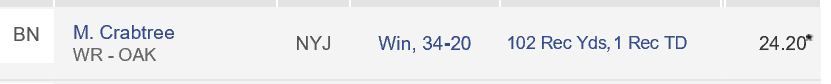 BN M. Crabtree NYJ Win, 34-20 102 Rec Yds, 1 Rec TD 24.20*
WR - OAK